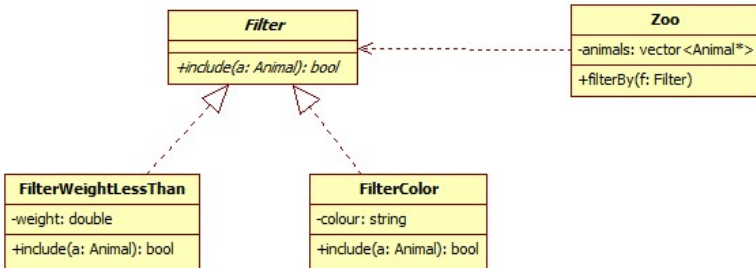 Filter
+include(a: Animal): bool
Zoo
-animals: vector<Animal*>
+filterBy(f: Filter)
FilterWeightLessThan
-weight: double
+include(a: Animal): bool
FilterColor
-colour: string
+include(a: Animal): bool